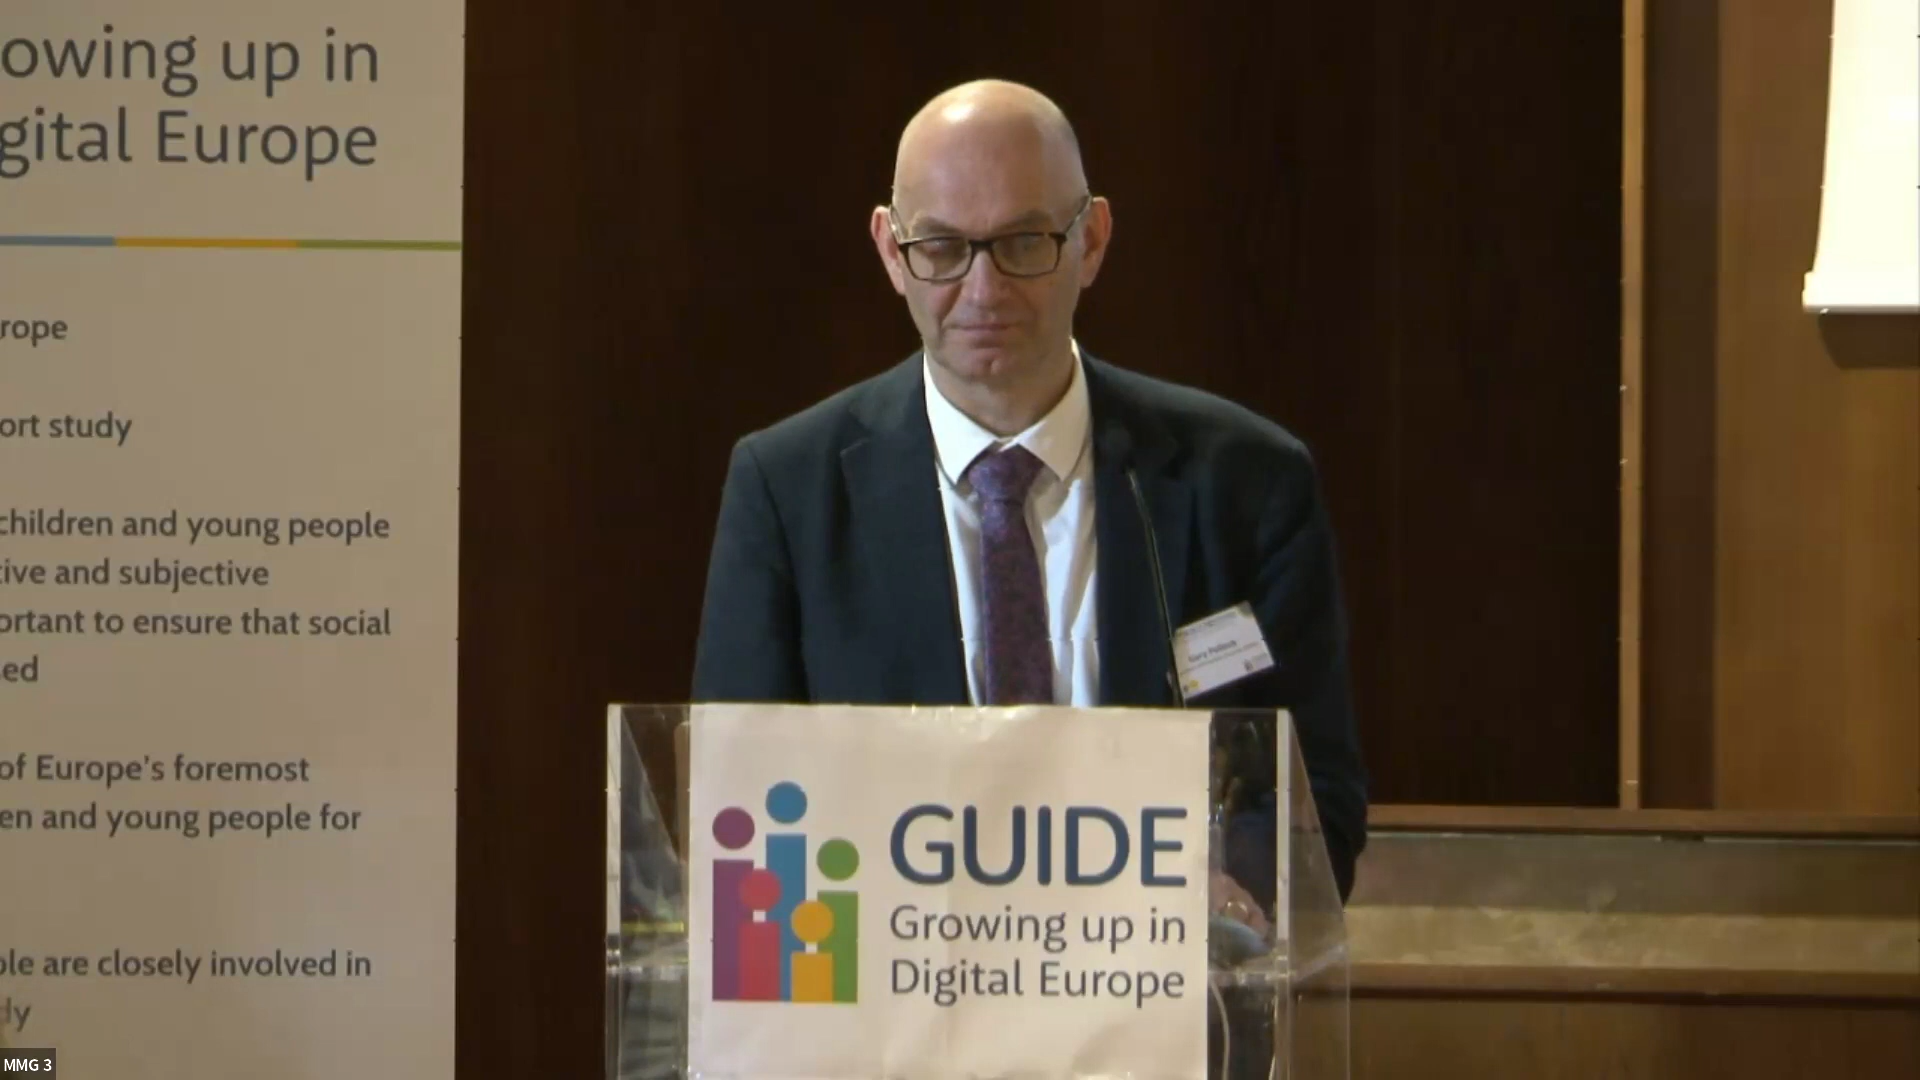 owing up in
gital Europe
rope
ort study
children and young people
tive and subjective
ortant to ensure that social
ed
of Europe's foremost
en and young people for
ple are closely involved in
dy
Gary Pollock
GUIDE
Growing up in
Digital Europe
MMG 3